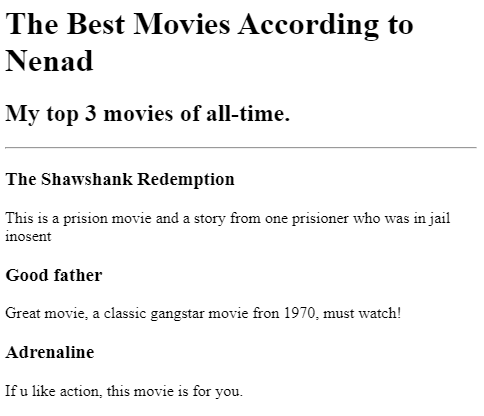 The Best Movies According to
Nenad
My top 3 movies of all-time.
The Shawshank Redemption
This is a prision movie and a story from one prisioner who was in jail
inosent
Good father
Great movie, a classic gangstar movie fron 1970, must watch!
Adrenaline
If u like action, this movie is for you.